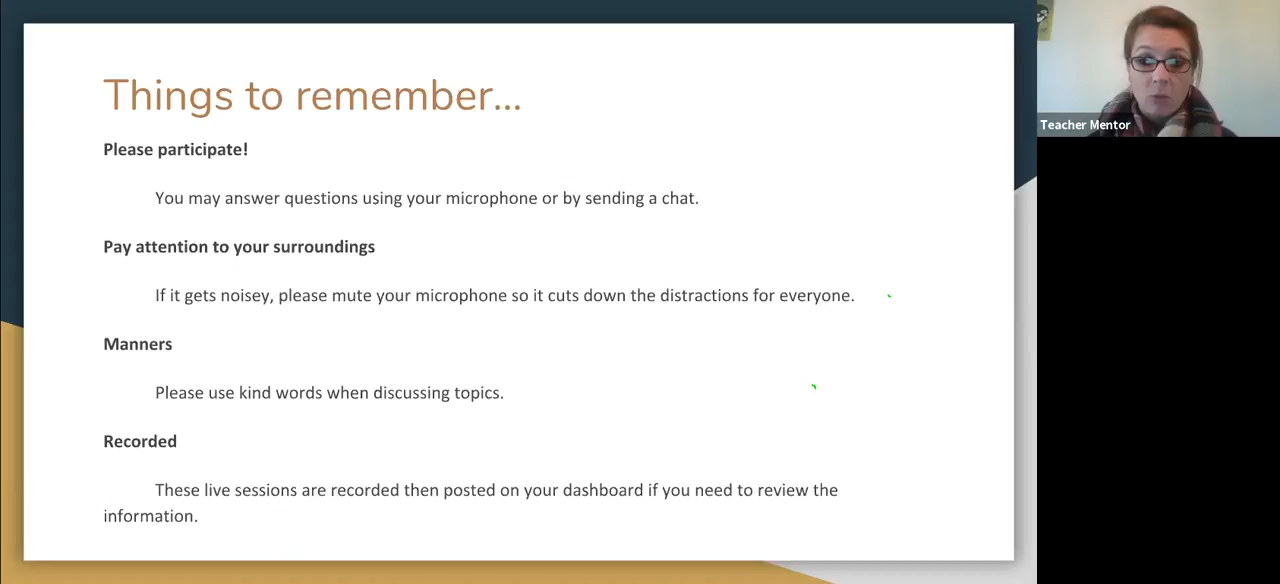 Things to remember...
Please participate!
You may answer questions using your microphone or by sending a chat.
Pay attention to your surroundings
If it gets noisey, please mute your microphone so it cuts down the distractions for everyone.
Manners
Please use kind words when discussing topics.
Recorded
These live sessions are recorded then posted on your dashboard if you need to review the
information.
Teacher Mentor